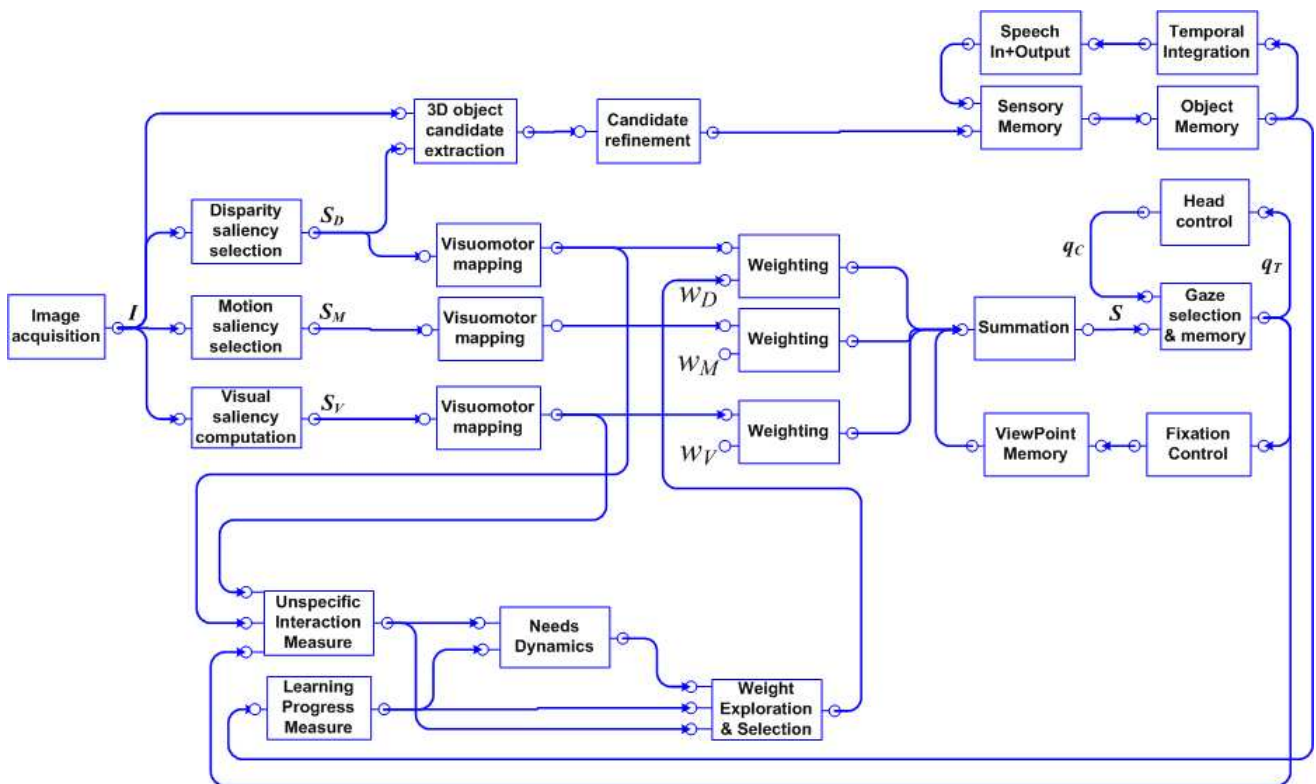 Speech
In+Output
Temporal
Integration
3D object
candidate
extraction
Candidate
refinement
Sensory
Memory
Object
Memory
Disparity
saliency
selection
S_D
Visuomotor
mapping
Weighting
w_D
Head
control
q_C
q_T
Image
acquisition
I
Motion
saliency
selection
S_M
Visuomotor
mapping
Weighting
w_M
Summation
S
Gaze
selection
& memory
Visual
saliency
computation
S_V
Visuomotor
mapping
Weighting
w_V
ViewPoint
Memory
Fixation
Control
Unspecific
Interaction
Measure
Needs
Dynamics
Learning
Progress
Measure
Weight
Exploration
& Selection